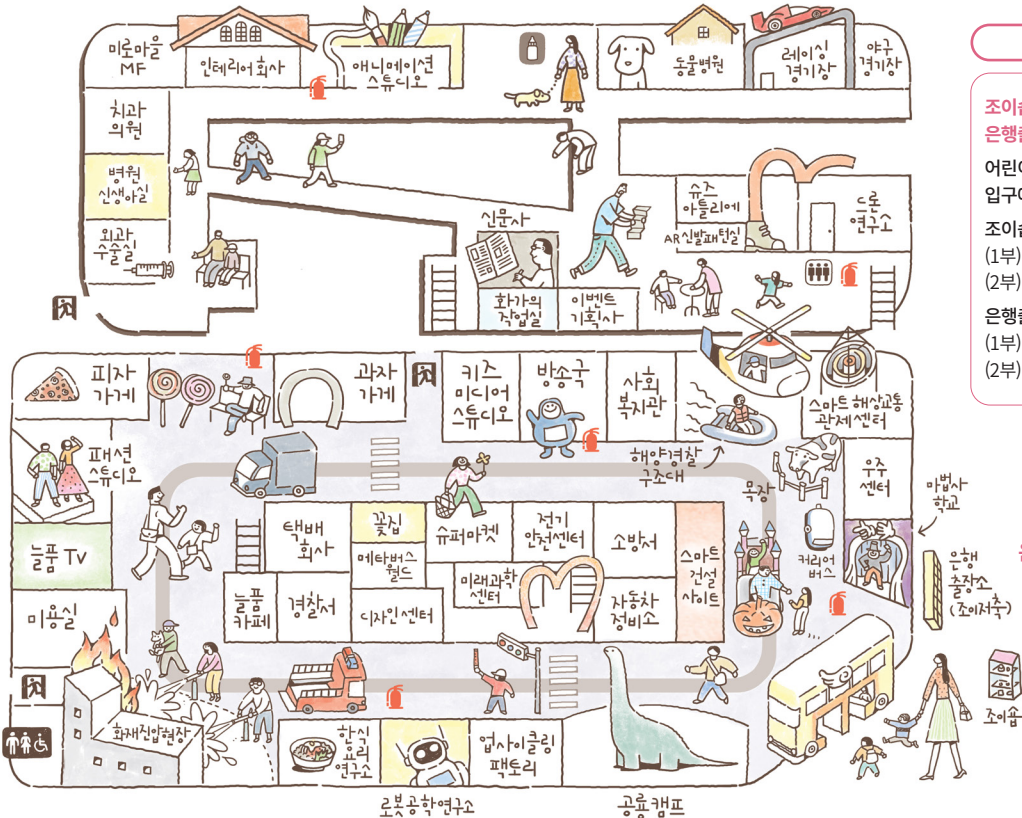 미로마을
MF
인테리어 회사
애니메이션
스튜디오
동물병원
레이싱
경기장
야구
경기장
치과
의원
병원
신생아실
외과
수술실
신문사
화가의
작업실
이벤트
기획사
슈즈
아틀리에
AR신발패턴실
드론
연구소
피자
가게
과자
가게
키즈
미디어
스튜디오
방송국
사회
복지관
해양경찰
구조대
스마트 해상교통
관제센터
패션
스튜디오
목장
우주
센터
마법사
학교
늘품 TV
택배
회사
꽃집
메타버스
월드
슈퍼마켓
전기
안전센터
소방서
스마트
건설
사이트
커리어
버스
은행
출장소
(조이저축)
미용실
늘품
카페
경찰서
디자인센터
미래과학
센터
자동차
정비소
화재진압현장
한식
요리
연구소
업사이클링
팩토리
로봇공학연구소
공룡캠프
조이숍
조이숍
은행출
어린이
입구에
조이숍
(1부)
(2부)
은행출
(1부)
(2부)